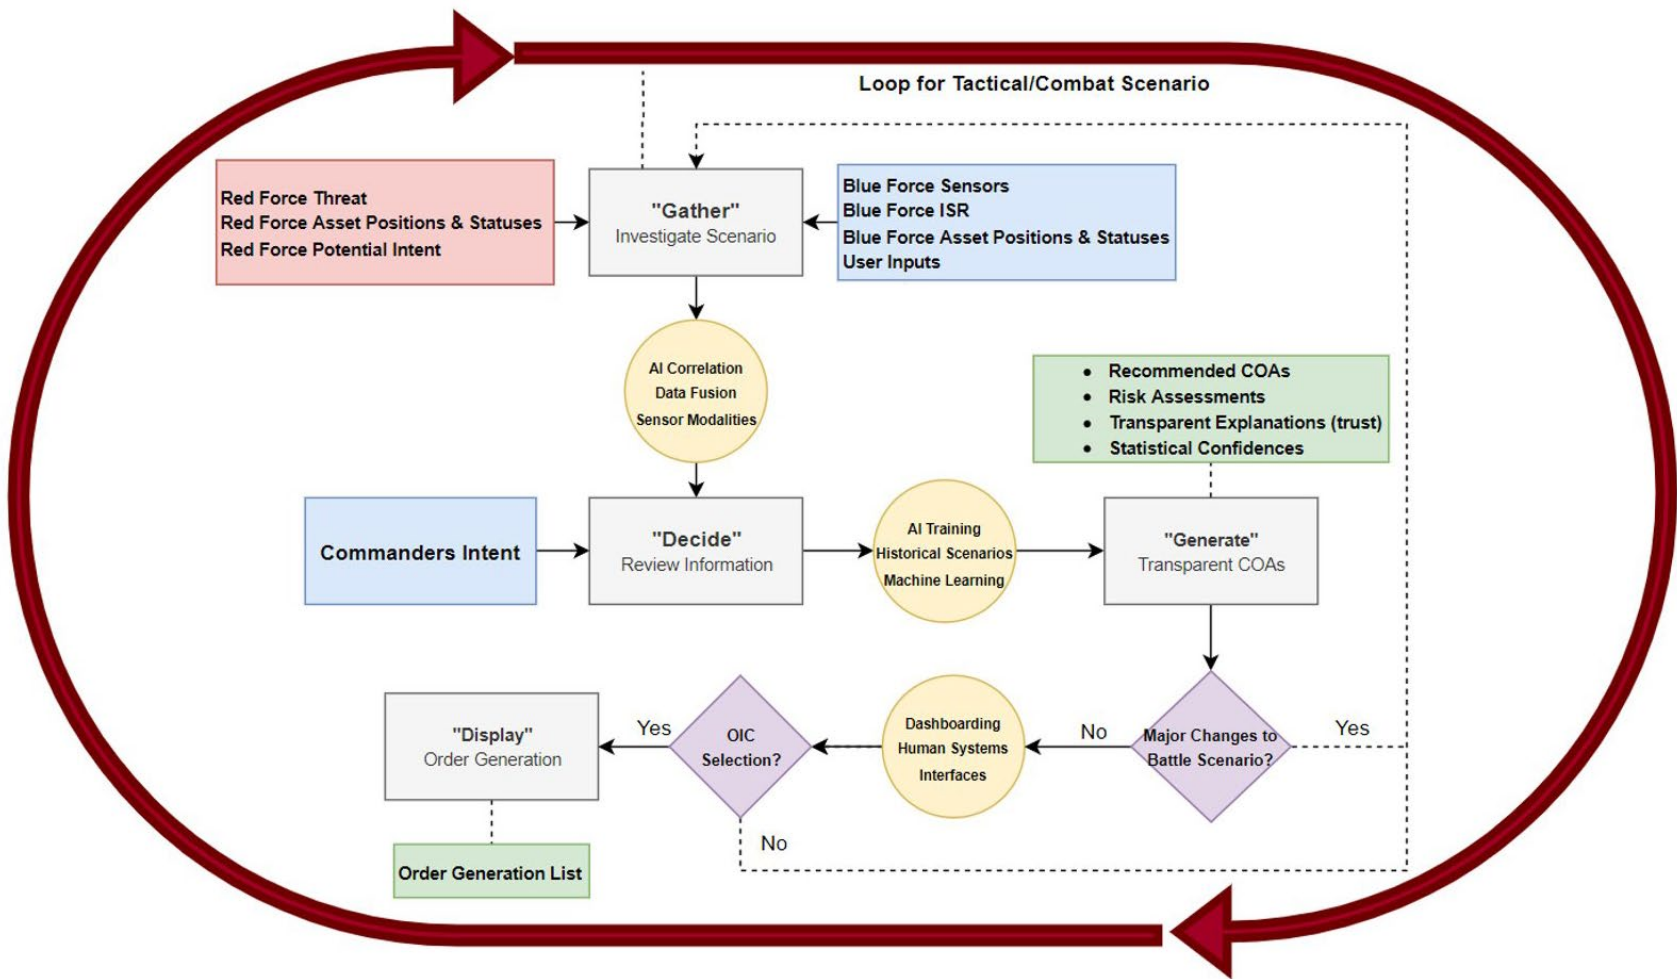 Loop for Tactical/Combat Scenario
Red Force Threat
Red Force Asset Positions & Statuses
Red Force Potential Intent
"Gather"
Investigate Scenario
Blue Force Sensors
Blue Force ISR
Blue Force Asset Positions & Statuses
User Inputs
AI Correlation
Data Fusion
Sensor Modalities
• Recommended COAs
• Risk Assessments
• Transparent Explanations (trust)
• Statistical Confidences
Commanders Intent
"Decide"
Review Information
AI Training
Historical Scenarios
Machine Learning
"Generate"
Transparent COAs
"Display"
Order Generation
Yes
OIC
Selection?
Dashboarding
Human Systems
Interfaces
No
Major Changes to
Battle Scenario?
Yes
No
Order Generation List